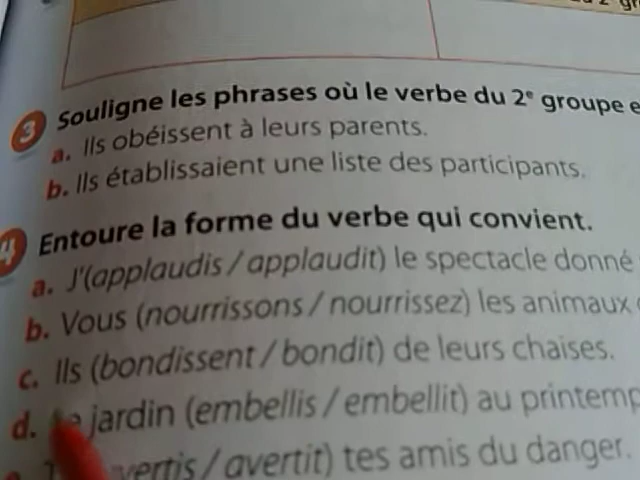 3 Souligne les phrases où le verbe du 2e groupe e
a. Ils obéissent à leurs parents.
b. Ils établissaient une liste des participants.
4 Entoure la forme du verbe qui convient.
a. J'(applaudis / applaudit) le spectacle donné
b. Vous (nourrissons / nourrissez) les animaux
c. Ils (bondissent / bondit) de leurs chaises.
d. jardin (embellis / embellit) au printemp
vertis / avertit) tes amis du danger.